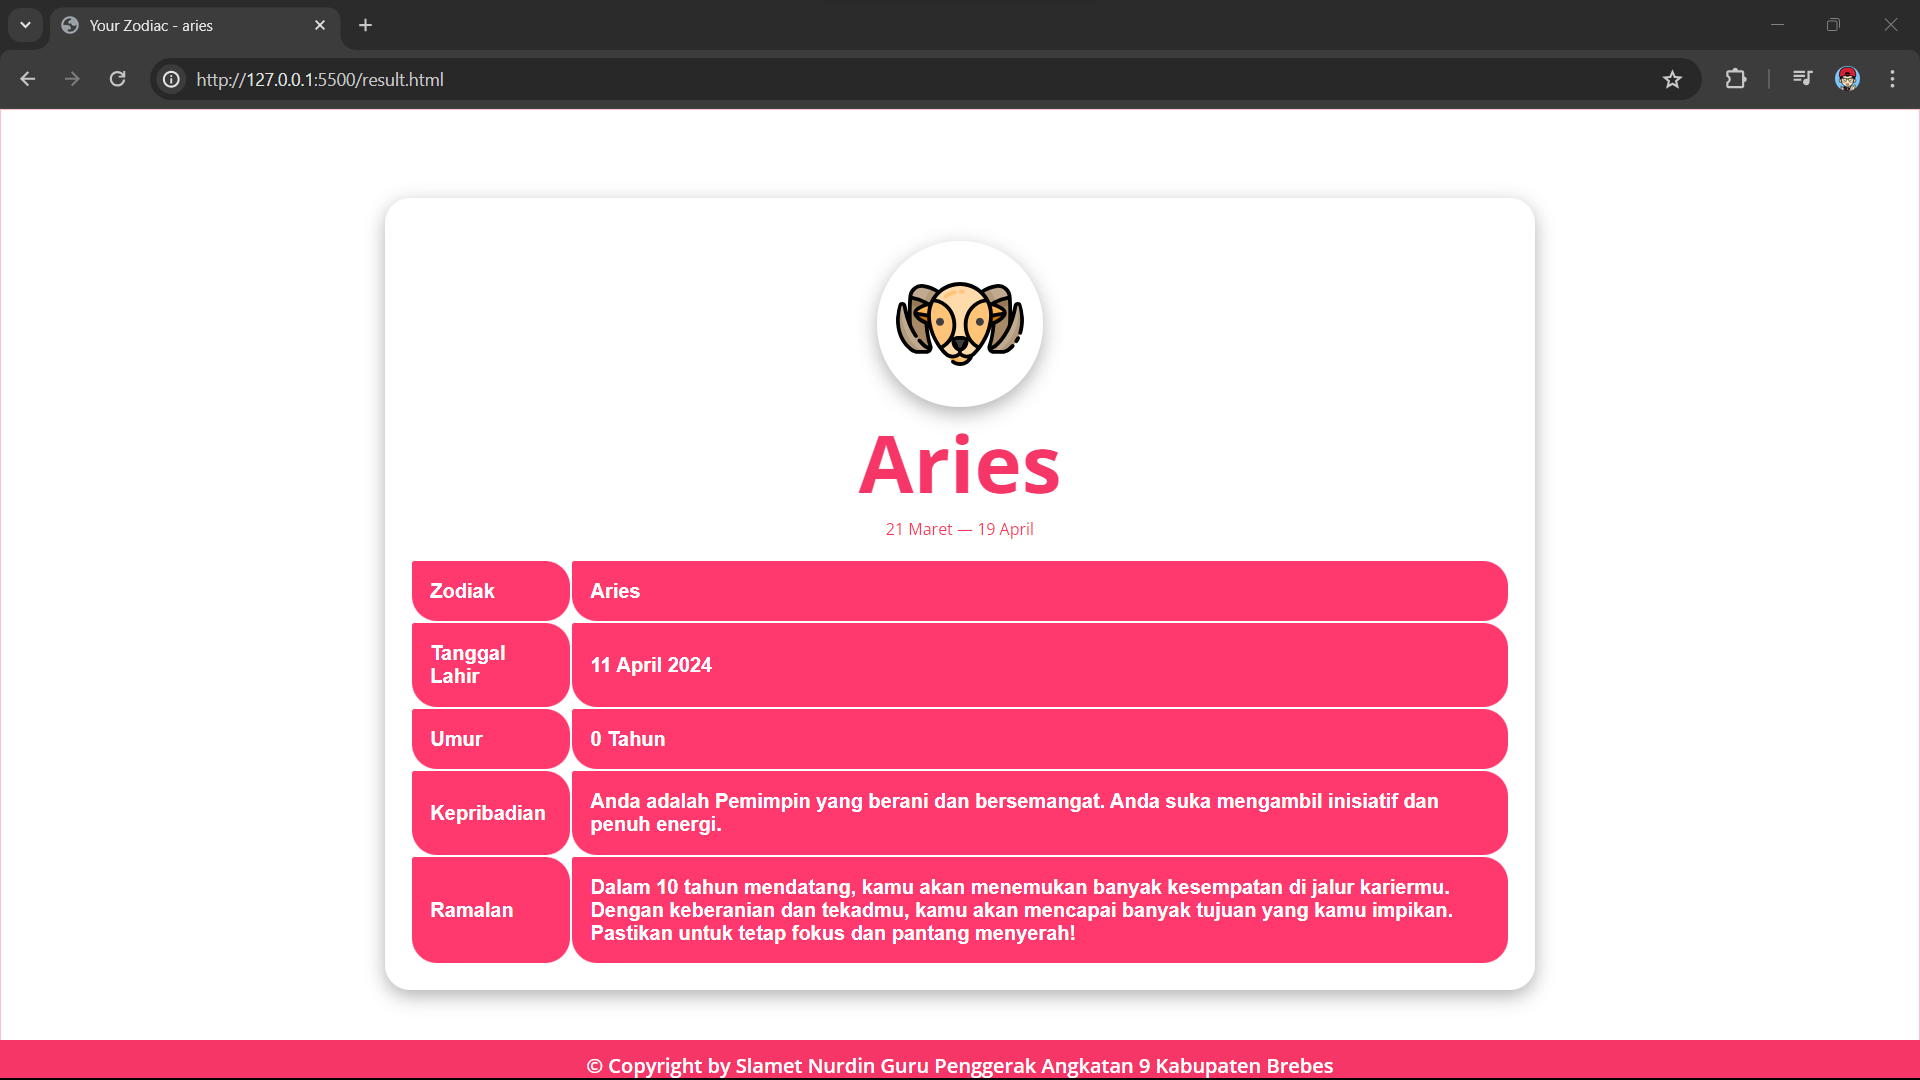 Your Zodiac - aries
http://127.0.0.1:5500/result.html
Aries
21 Maret — 19 April
Zodiak
Aries
Tanggal
Lahir
11 April 2024
Umur
0 Tahun
Kepribadian
Anda adalah Pemimpin yang berani dan bersemangat. Anda suka mengambil inisiatif dan
penuh energi.
Ramalan
Dalam 10 tahun mendatang, kamu akan menemukan banyak kesempatan di jalur kariermu.
Dengan keberanian dan tekadmu, kamu akan mencapai banyak tujuan yang kamu impikan.
Pastikan untuk tetap fokus dan pantang menyerah!
© Copyright by Slamet Nurdin Guru Penggerak Angkatan 9 Kabupaten Brebes